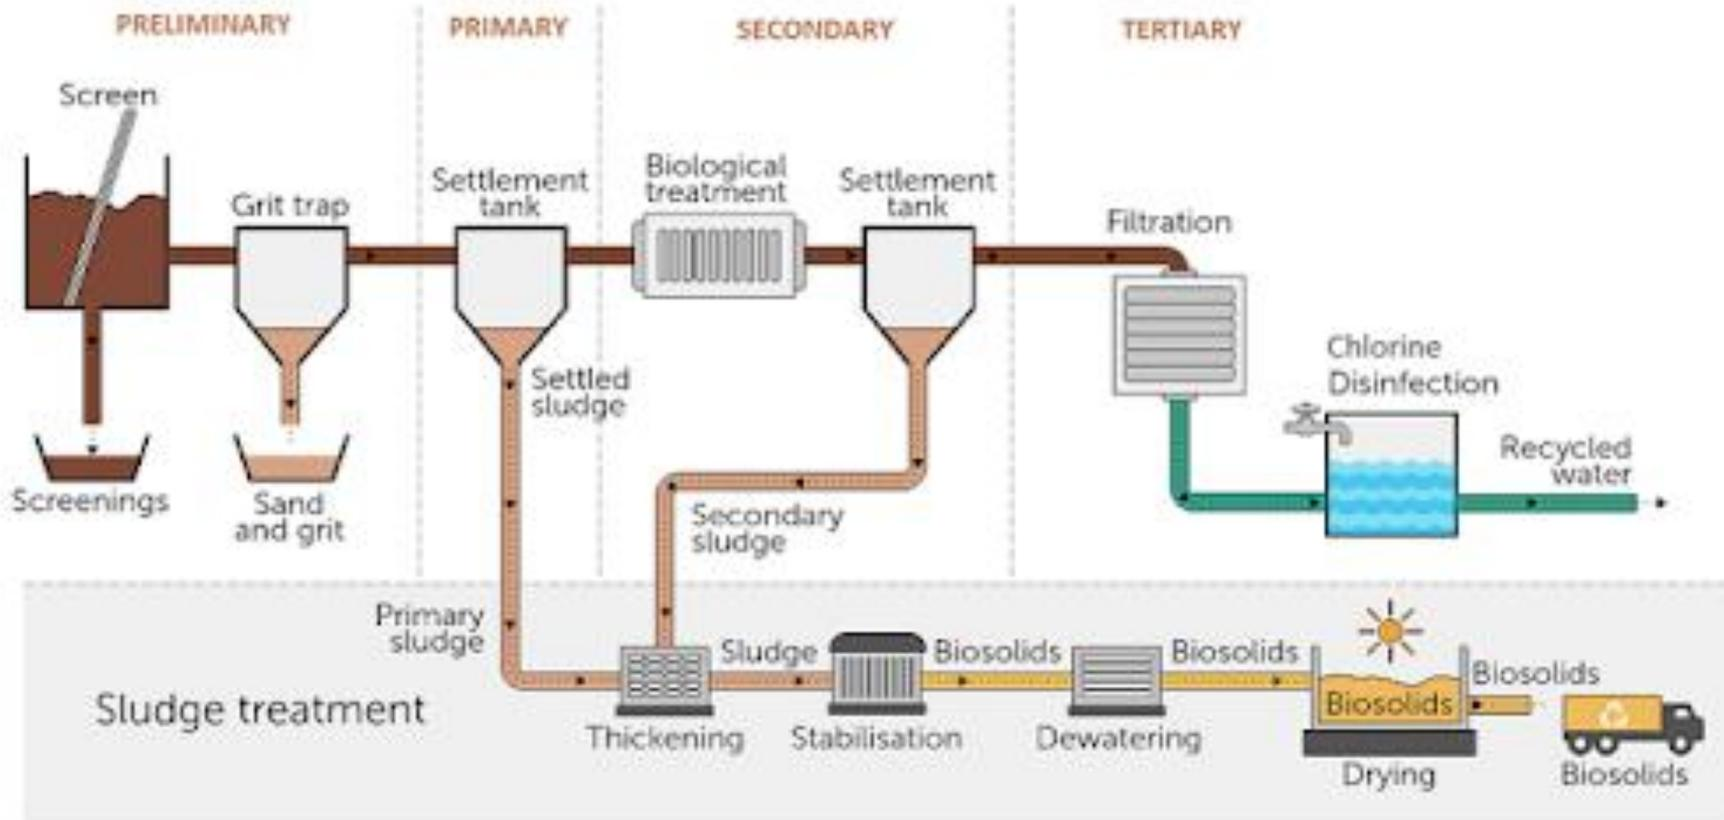 PRELIMINARY
PRIMARY
SECONDARY
TERTIARY
Screen
Grit trap
Settlement
tank
Biological
treatment
Settlement
tank
Filtration
Chlorine
Disinfection
Recycled
water
Settled
sludge
Screenings
Sand
and grit
Secondary
sludge
Primary
sludge
Sludge
Biosolids
Biosolids
Biosolids
Biosolids
Sludge treatment
Thickening
Stabilisation
Dewatering
Drying
Biosolids